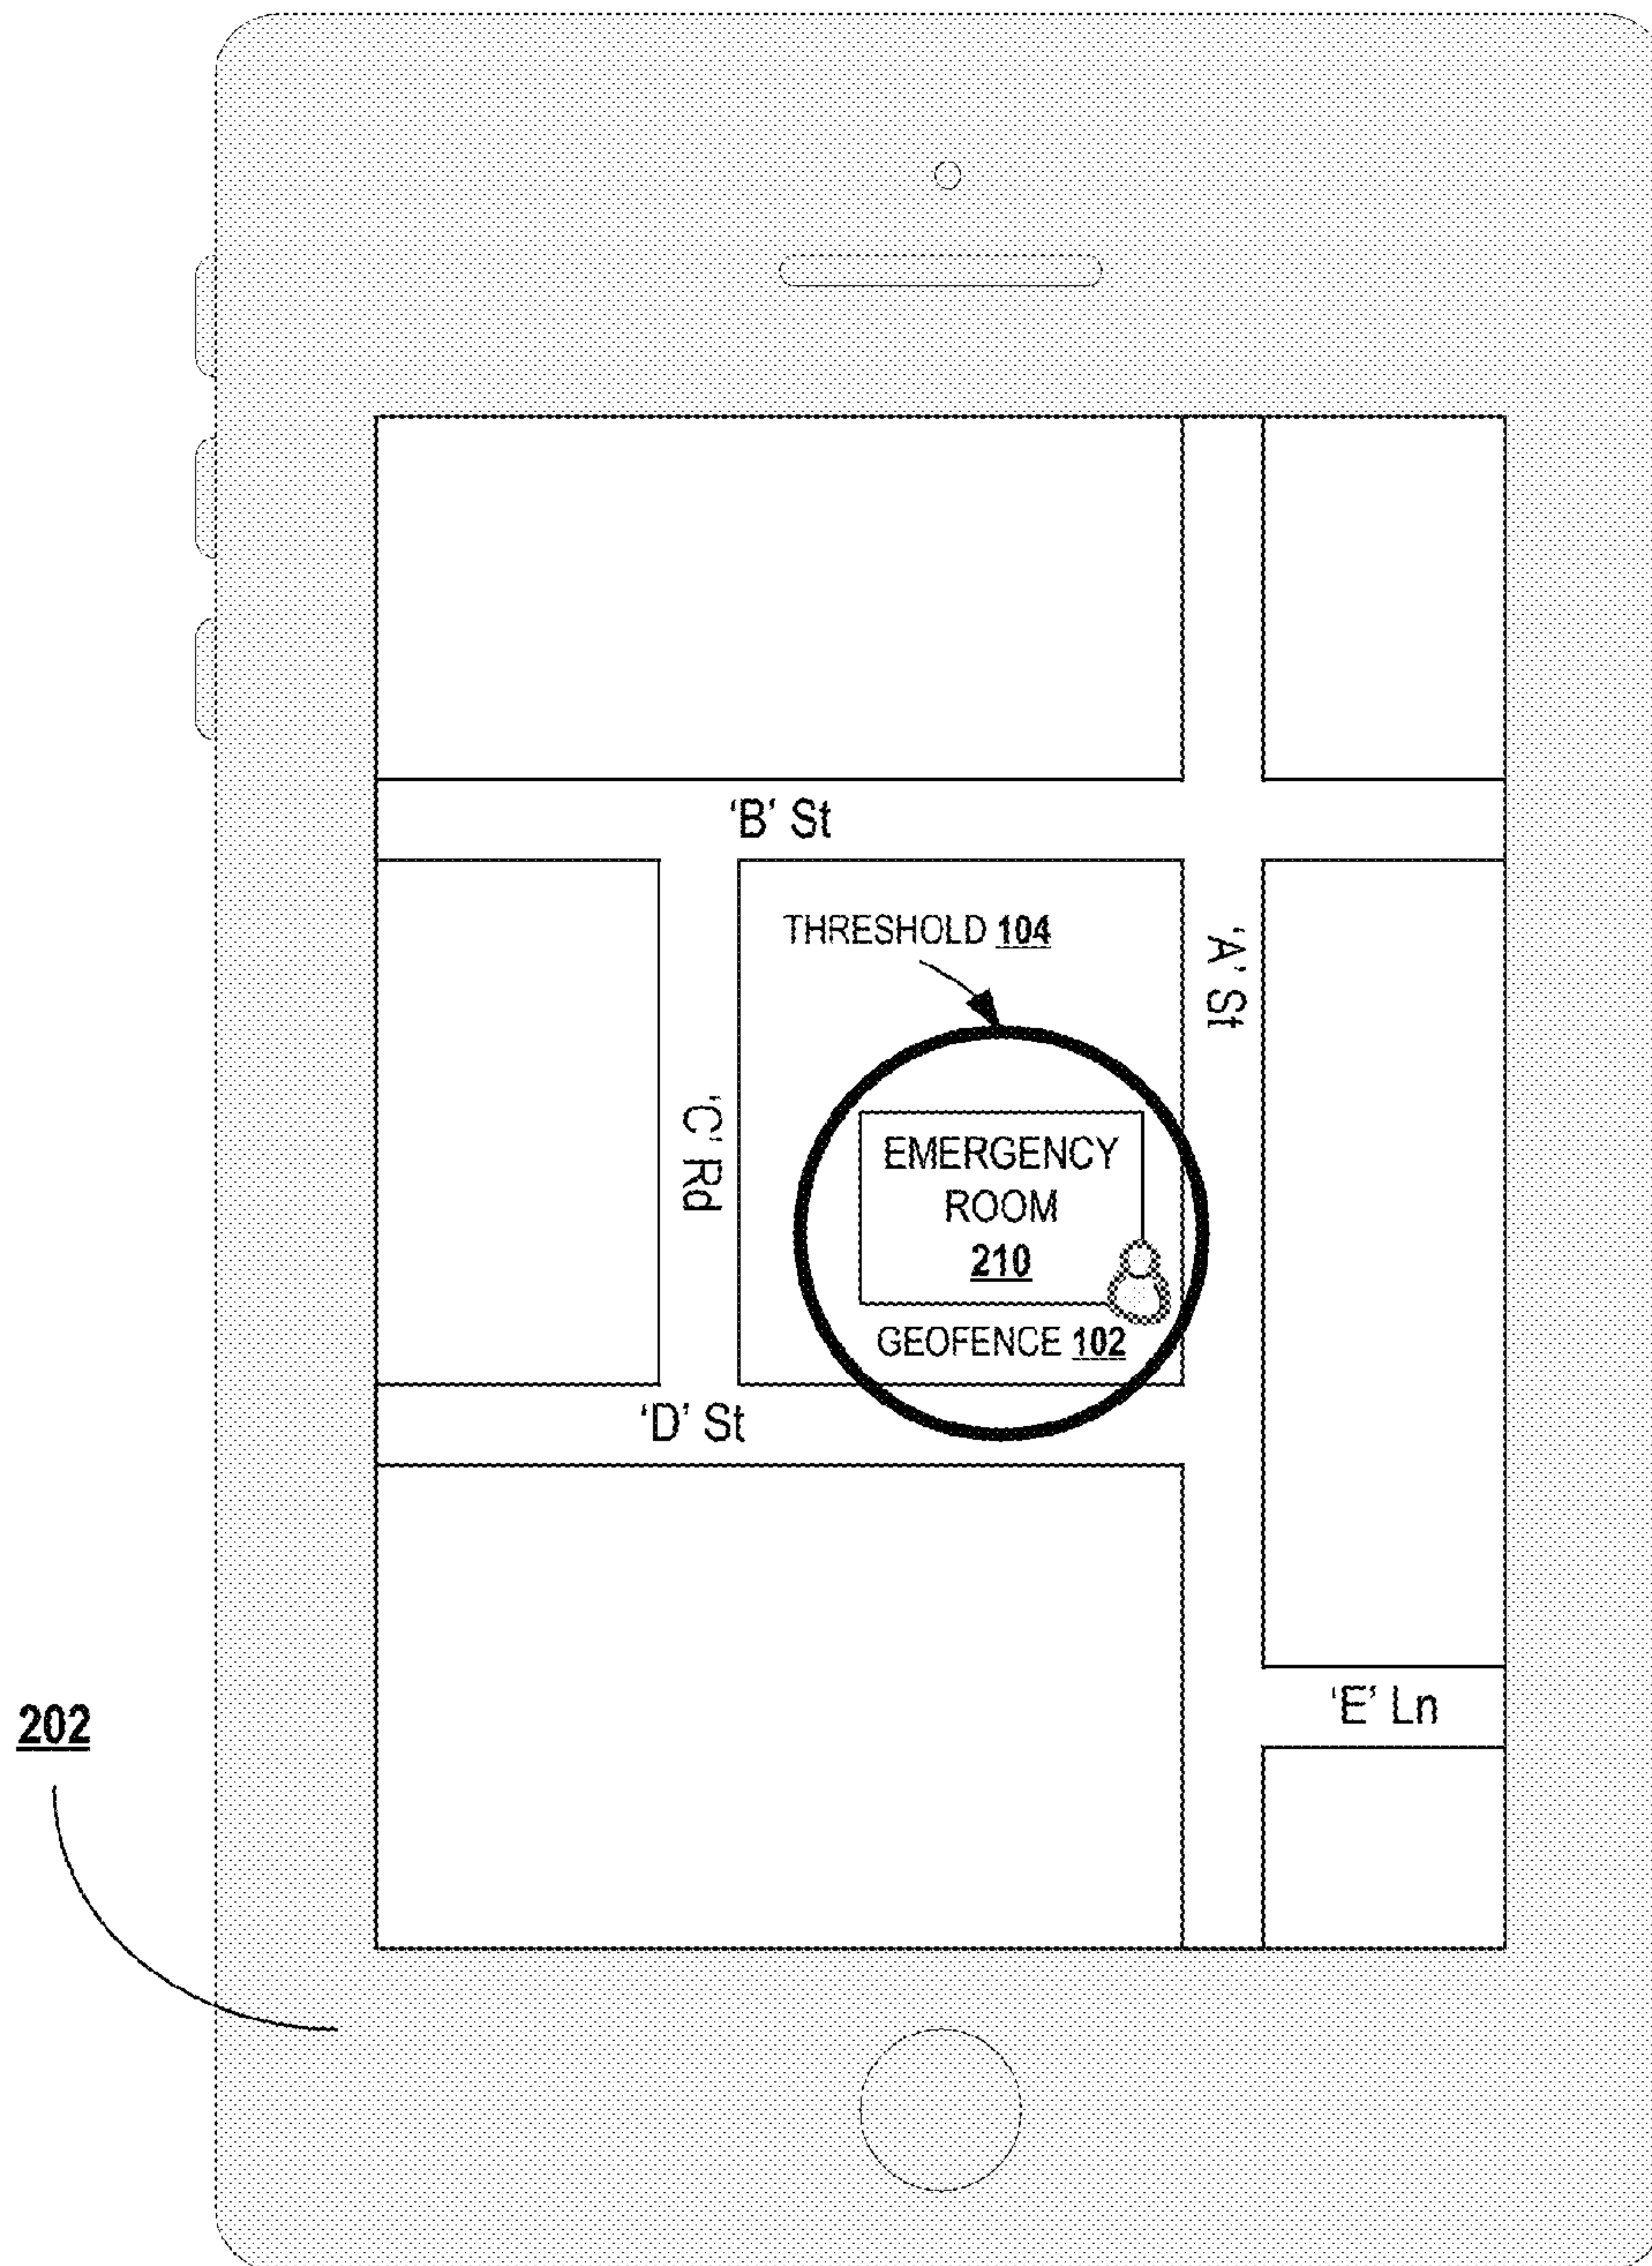 ‘B’ St
THRESHOLD 104
‘A’ St
‘C’ Rd
EMERGENCY
ROOM
210
GEOFENCE 102
‘D’ St
‘E’ Ln
202